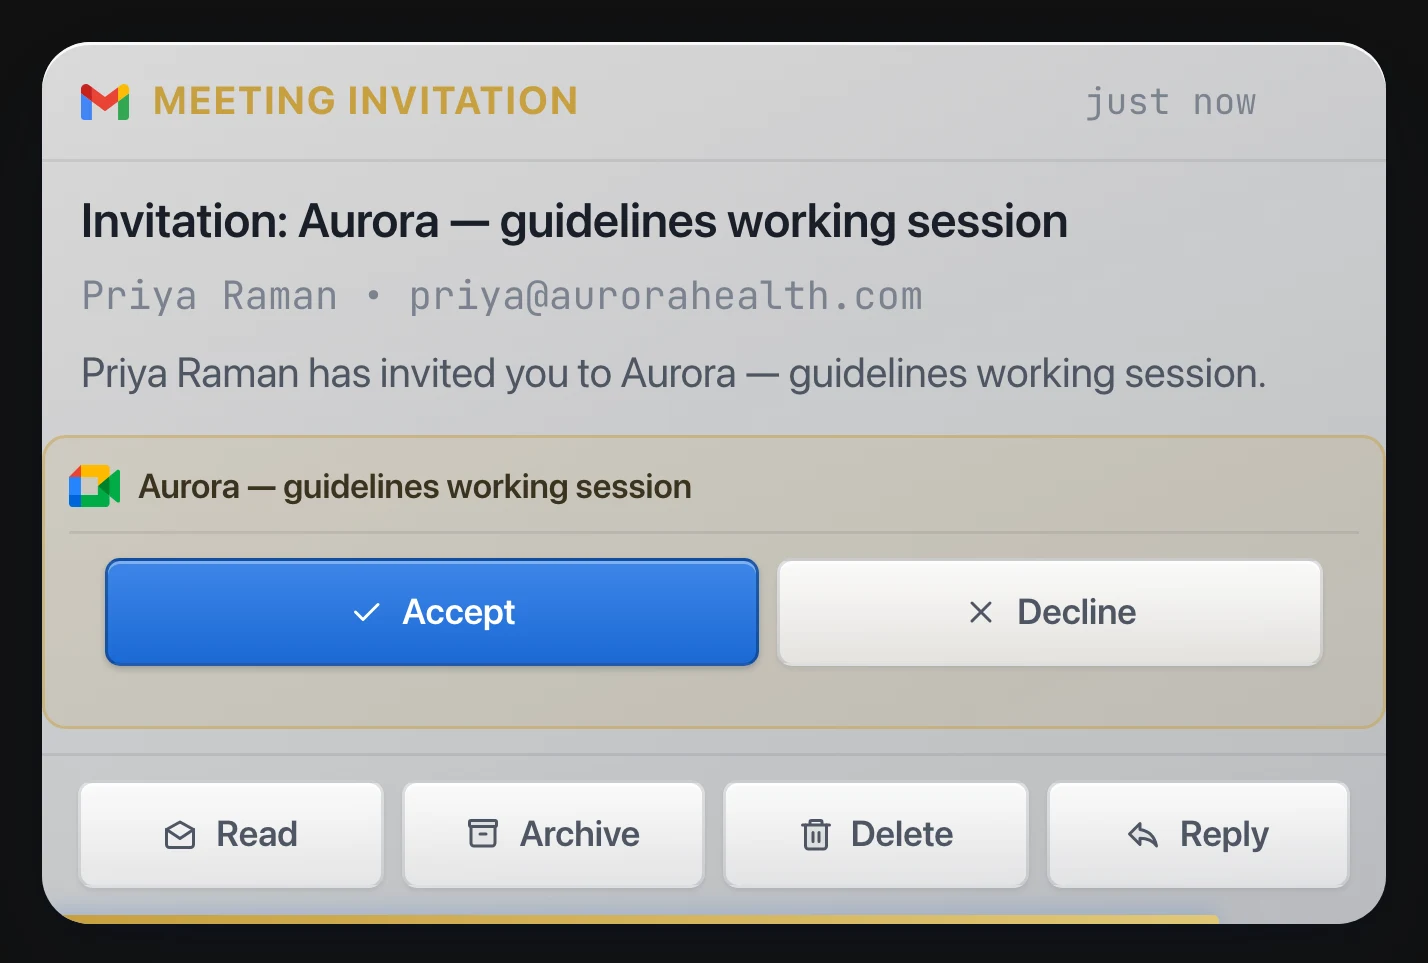 MEETING INVITATION just now
Invitation: Aurora — guidelines working session
Priya Raman • priya@aurorahealth.com
Priya Raman has invited you to Aurora — guidelines working session.
Aurora — guidelines working session
Accept Decline
Read Archive Delete Reply